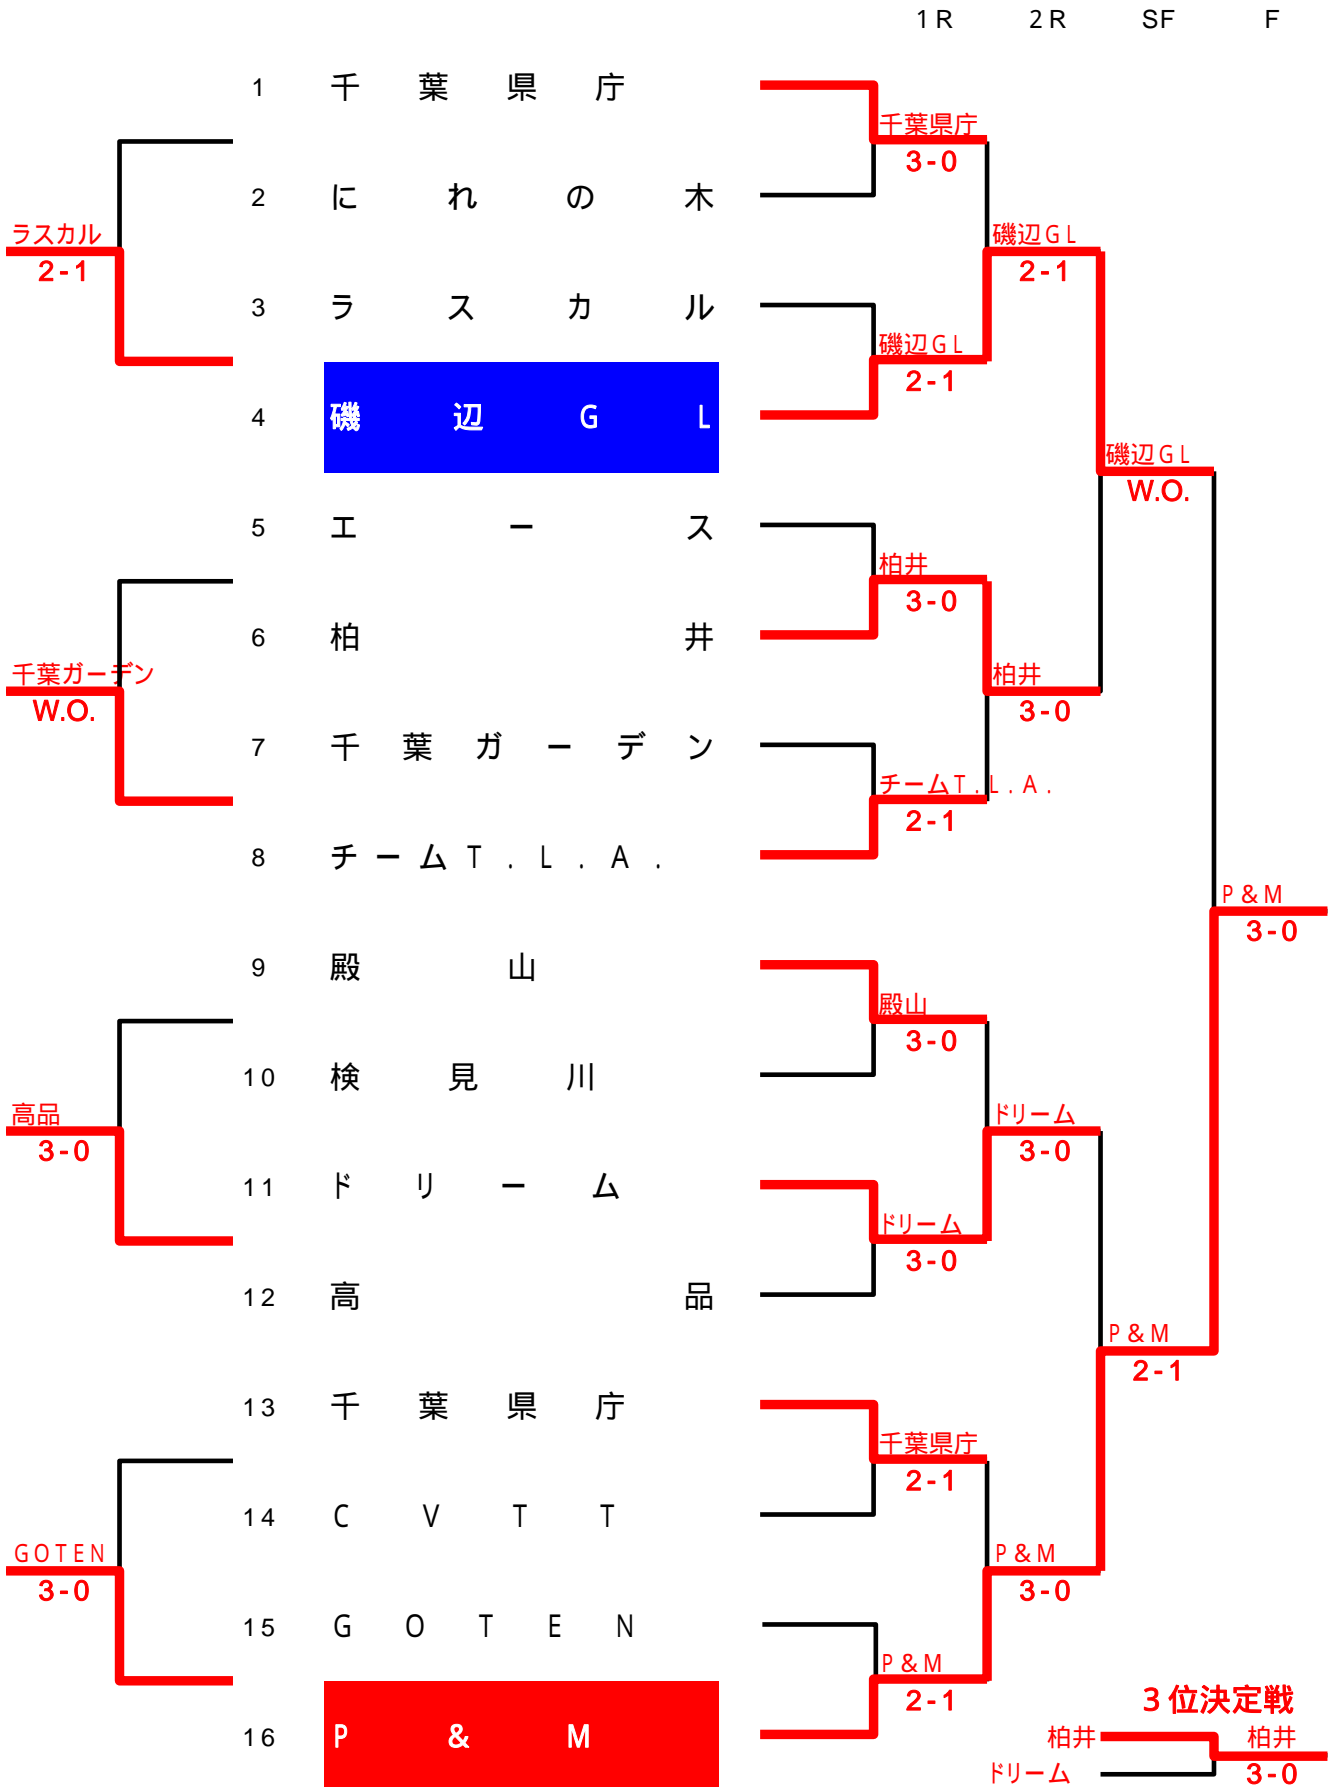 1R 2R SF F
1 千葉県庁
千葉県庁
3-0
2 にれの木
ラスカル
2-1
磯辺GL
2-1
3 ラスカル
磯辺GL
2-1
4 磯辺GL
磯辺GL
W.O.
5 エース
柏井
3-0
6 柏井
千葉ガーデン
W.O.
柏井
3-0
7 千葉ガーデン
チームT.L.A.
2-1
8 チームT.L.A.
P&M
3-0
9 殿山
殿山
3-0
10 検見川
高品
3-0
ドリーム
3-0
11 ドリーム
ドリーム
3-0
12 高品
P&M
2-1
13 千葉県庁
千葉県庁
2-1
14 CVTT
GOTEN
3-0
P&M
3-0
15 GOTEN
P&M
2-1
16 P&M
3位決定戦
柏井 柏井
ドリーム 3-0